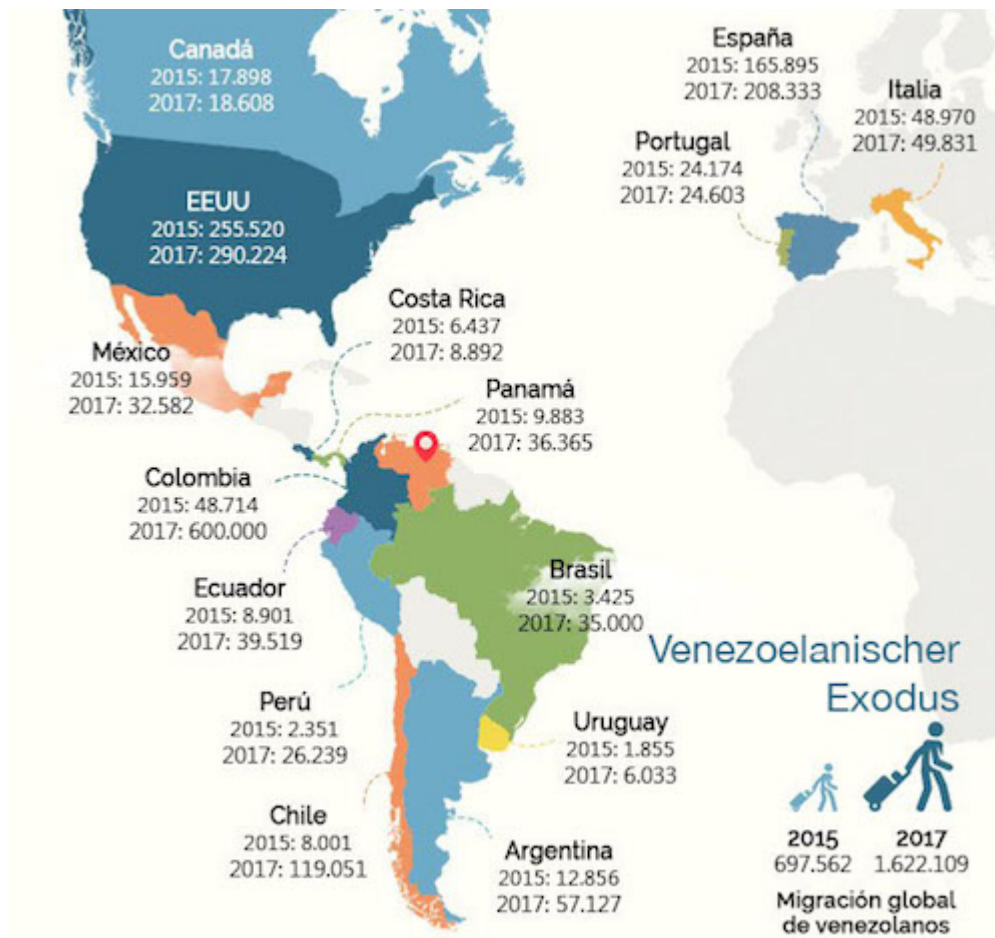 Canadá
2015: 17.898
2017: 18.608
España
2015: 165.895
2017: 208.333
Italia
2015: 48.970
2017: 49.831
Portugal
2015: 24.174
2017: 24.603
EEUU
2015: 255.520
2017: 290.224
Costa Rica
2015: 6.437
2017: 8.892
México
2015: 15.959
2017: 32.582
Panamá
2015: 9.883
2017: 36.365
Colombia
2015: 48.714
2017: 600.000
Ecuador
2015: 8.901
2017: 39.519
Brasil
2015: 3.425
2017: 35.000
Venezoelanischer
Exodus
Perú
2015: 2.351
2017: 26.239
Uruguay
2015: 1.855
2017: 6.033
Chile
2015: 8.001
2017: 119.051
Argentina
2015: 12.856
2017: 57.127
2015 2017
697.562 1.622.109
Migración global
de venezolanos